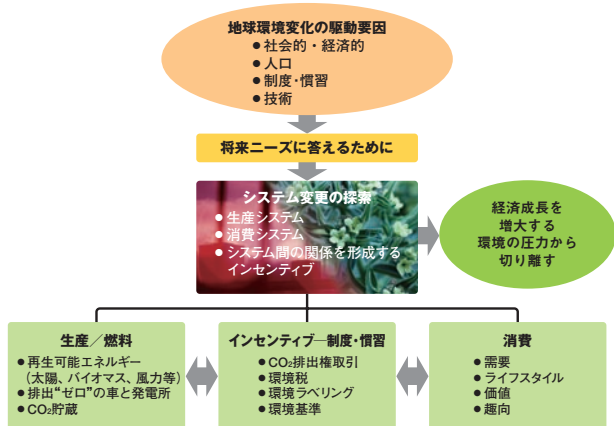 地球環境変化の駆動要因
●社会的・経済的
●人口
●制度・慣習
●技術
将来ニーズに答えるために
システム変更の探索
●生産システム
●消費システム
●システム間の関係を形成する
インセンティブ
経済成長を
増大する
環境の圧力から
切り離す
生産／燃料
●再生可能エネルギー
（太陽、バイオマス、風力等）
●排出“ゼロ”の車と発電所
●CO₂貯蔵
インセンティブ―制度・慣習
●CO₂排出権取引
●環境税
●環境ラベリング
●環境基準
消費
●需要
●ライフスタイル
●価値
●趣向